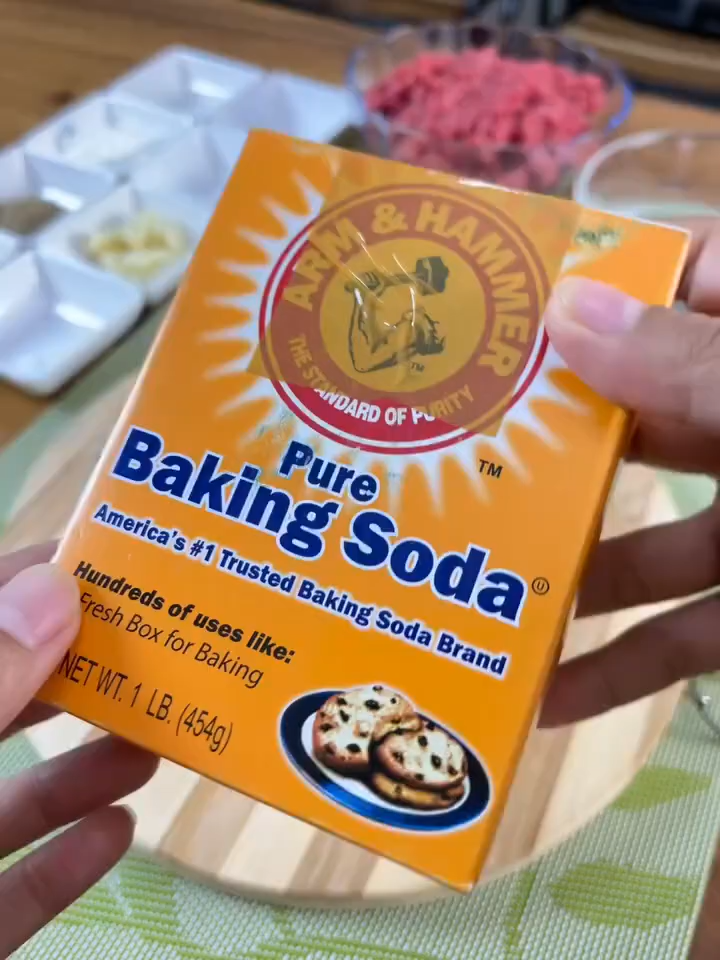 ARM & HAMMER
THE STANDARD OF PURITY
TM
TM
Pure
Baking Soda
America's #1 Trusted Baking Soda Brand
Hundreds of uses like:
Fresh Box for Baking
NET WT. 1 LB. (454g)